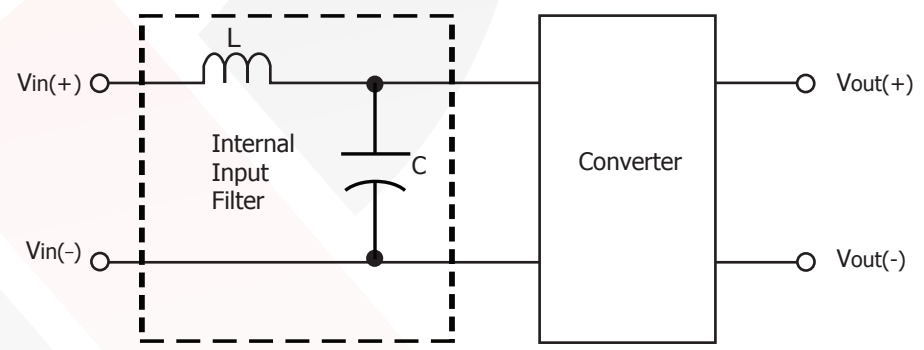 L
Vin(+)
Vout(+)
Internal
Input
Filter
C
Converter
Vin(-)
Vout(-)